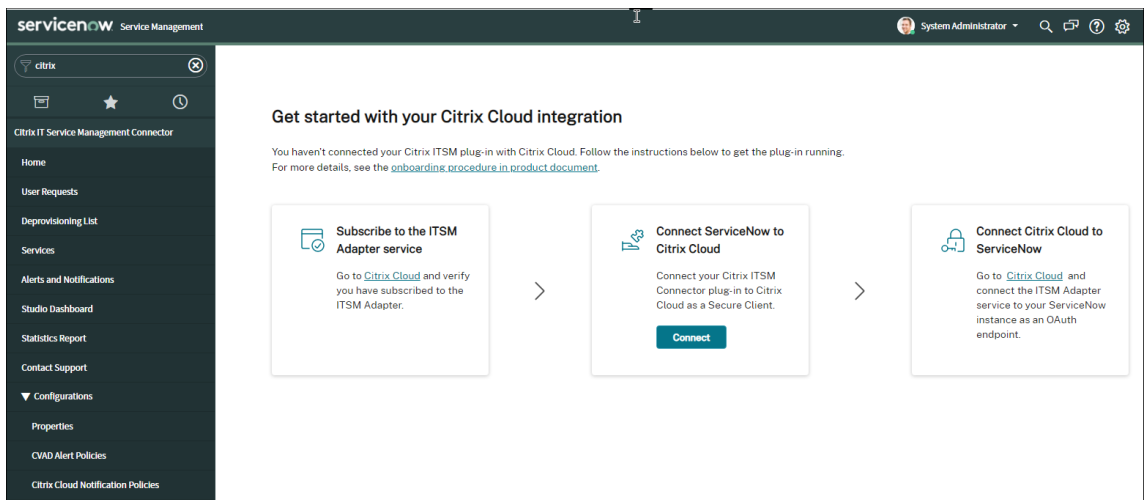 servicenow Service Management
System Administrator
citrix
Citrix IT Service Management Connector
Home
User Requests
Deprovisioning List
Services
Alerts and Notifications
Studio Dashboard
Statistics Report
Contact Support
Configurations
Properties
CVAD Alert Policies
Citrix Cloud Notification Policies
Get started with your Citrix Cloud integration
You haven't connected your Citrix ITSM plug-in with Citrix Cloud. Follow the instructions below to get the plug-in running.
For more details, see the onboarding procedure in product document.
Subscribe to the ITSM
Adapter service
Go to Citrix Cloud and verify
you have subscribed to the
ITSM Adapter.
Connect ServiceNow to
Citrix Cloud
Connect your Citrix ITSM
Connector plug-in to Citrix
Cloud as a Secure Client.
Connect
Connect Citrix Cloud to
ServiceNow
Go to Citrix Cloud and
connect the ITSM Adapter
service to your ServiceNow
instance as an OAuth
endpoint.